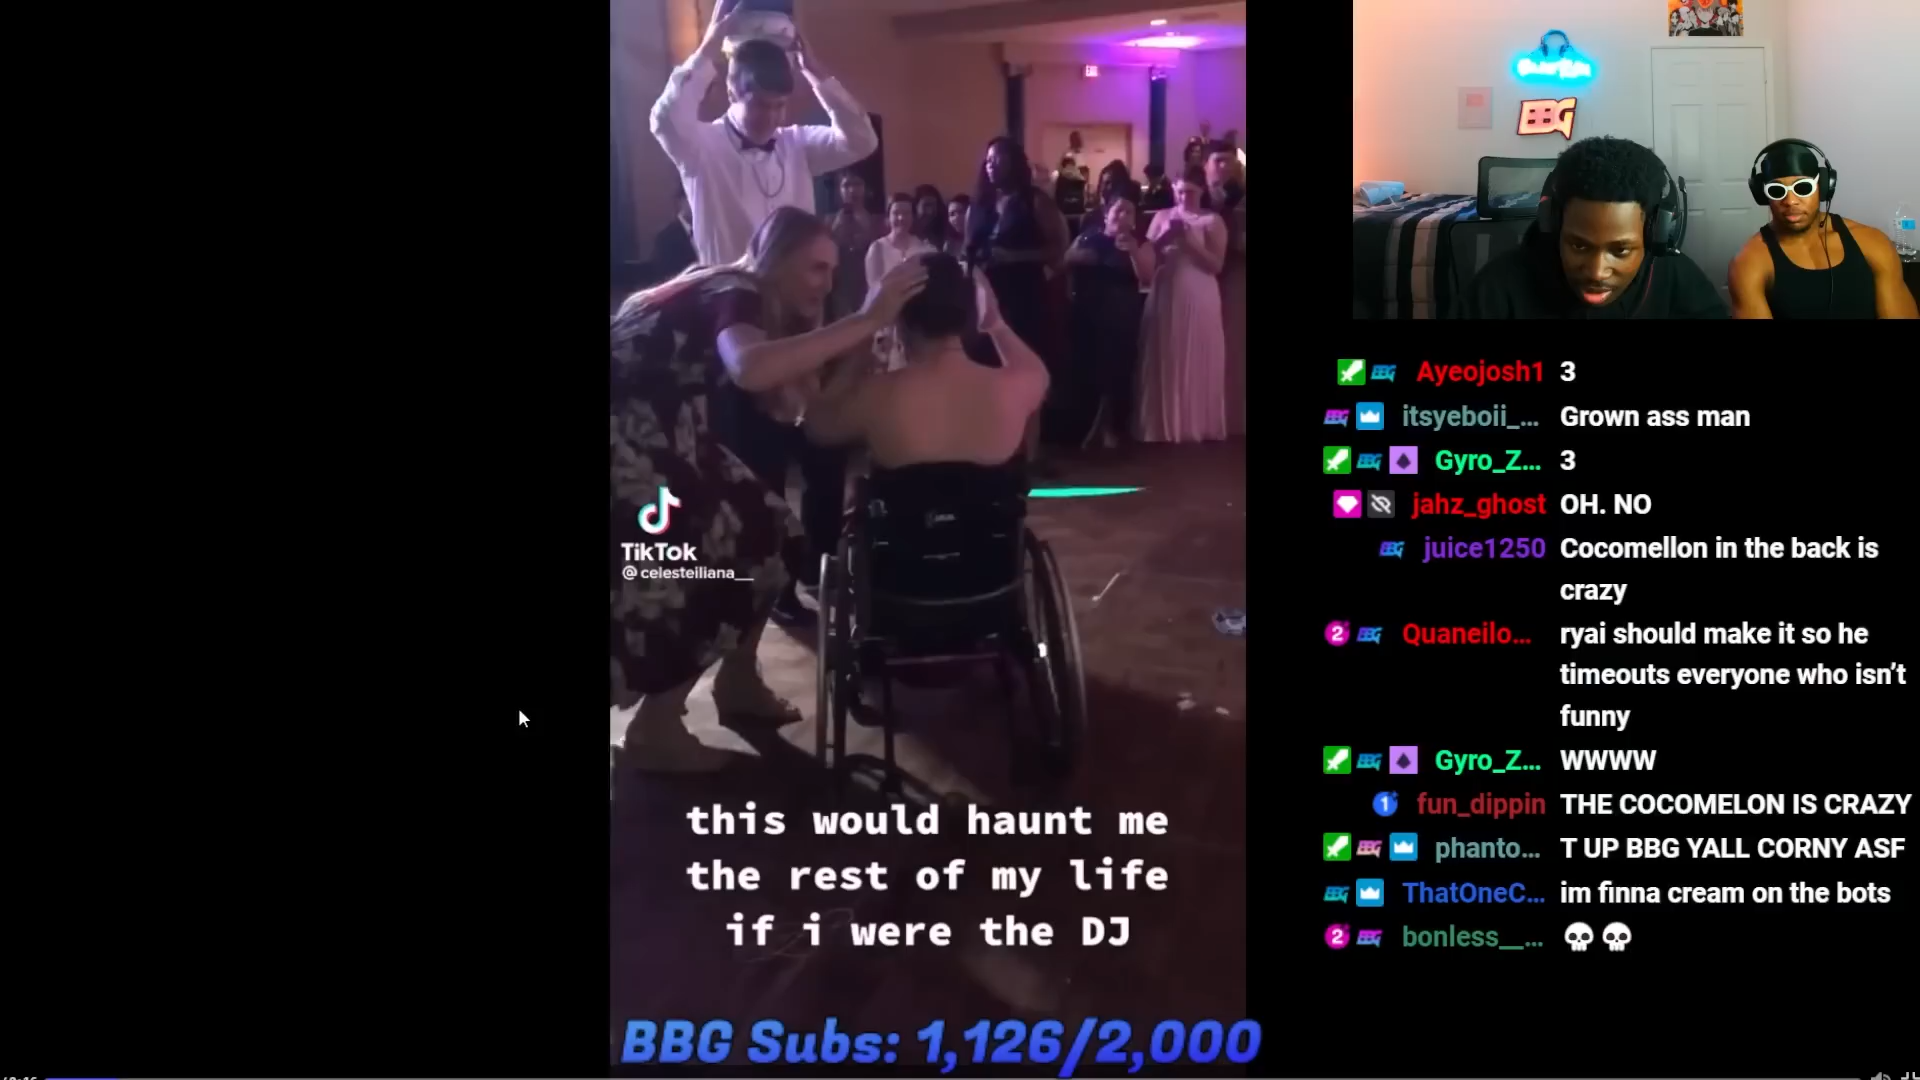 EXIT
BBG
TikTok
@celesteiliana__
this would haunt me
the rest of my life
if i were the DJ
BBG Subs: 1,126/2,000
Ayeojosh1 3
itsyeboii_... Grown ass man
Gyro_Z... 3
jahz_ghost OH. NO
juice1250 Cocomellon in the back is
crazy
Quaneilo... ryai should make it so he
timeouts everyone who isn’t
funny
Gyro_Z... WWWW
fun_dippin THE COCOMELON IS CRAZY
phanto... T UP BBG YALL CORNY ASF
ThatOneC... im finna cream on the bots
bonless__... 💀💀